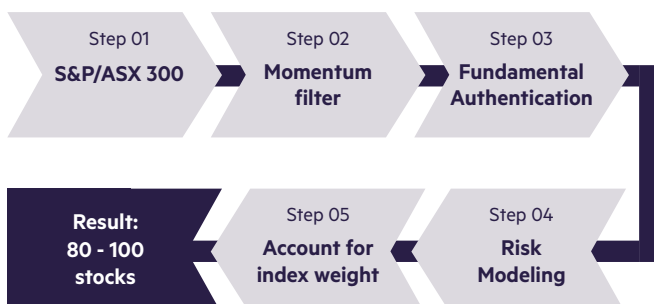 Step 01
S&P/ASX 300
Step 02
Momentum
filter
Step 03
Fundamental
Authentication
Step 04
Risk
Modeling
Step 05
Account for
index weight
Result:
80 - 100
stocks